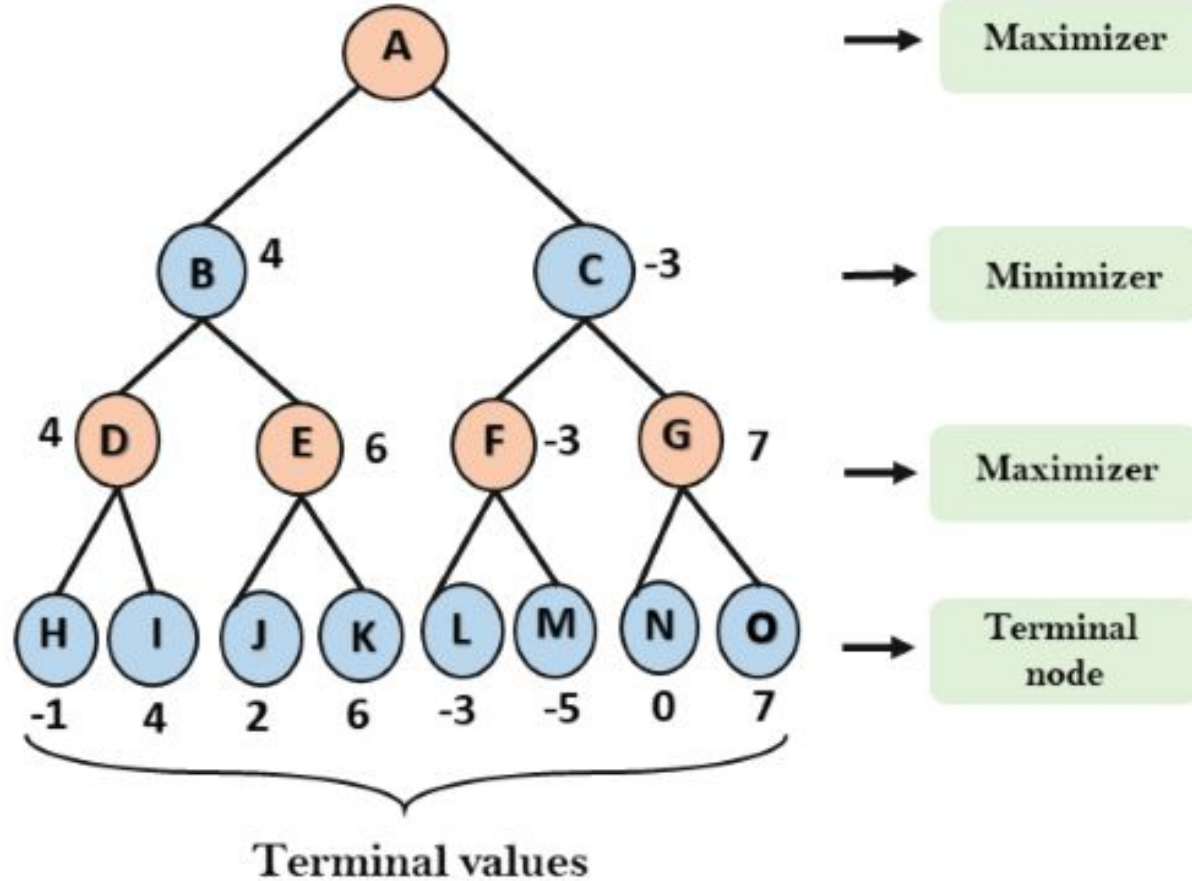 A
Maximizer
B 4
C -3
Minimizer
4 D
E 6
F -3
G 7
Maximizer
H I J K L M N O
Terminal
node
-1 4 2 6 -3 -5 0 7
Terminal values